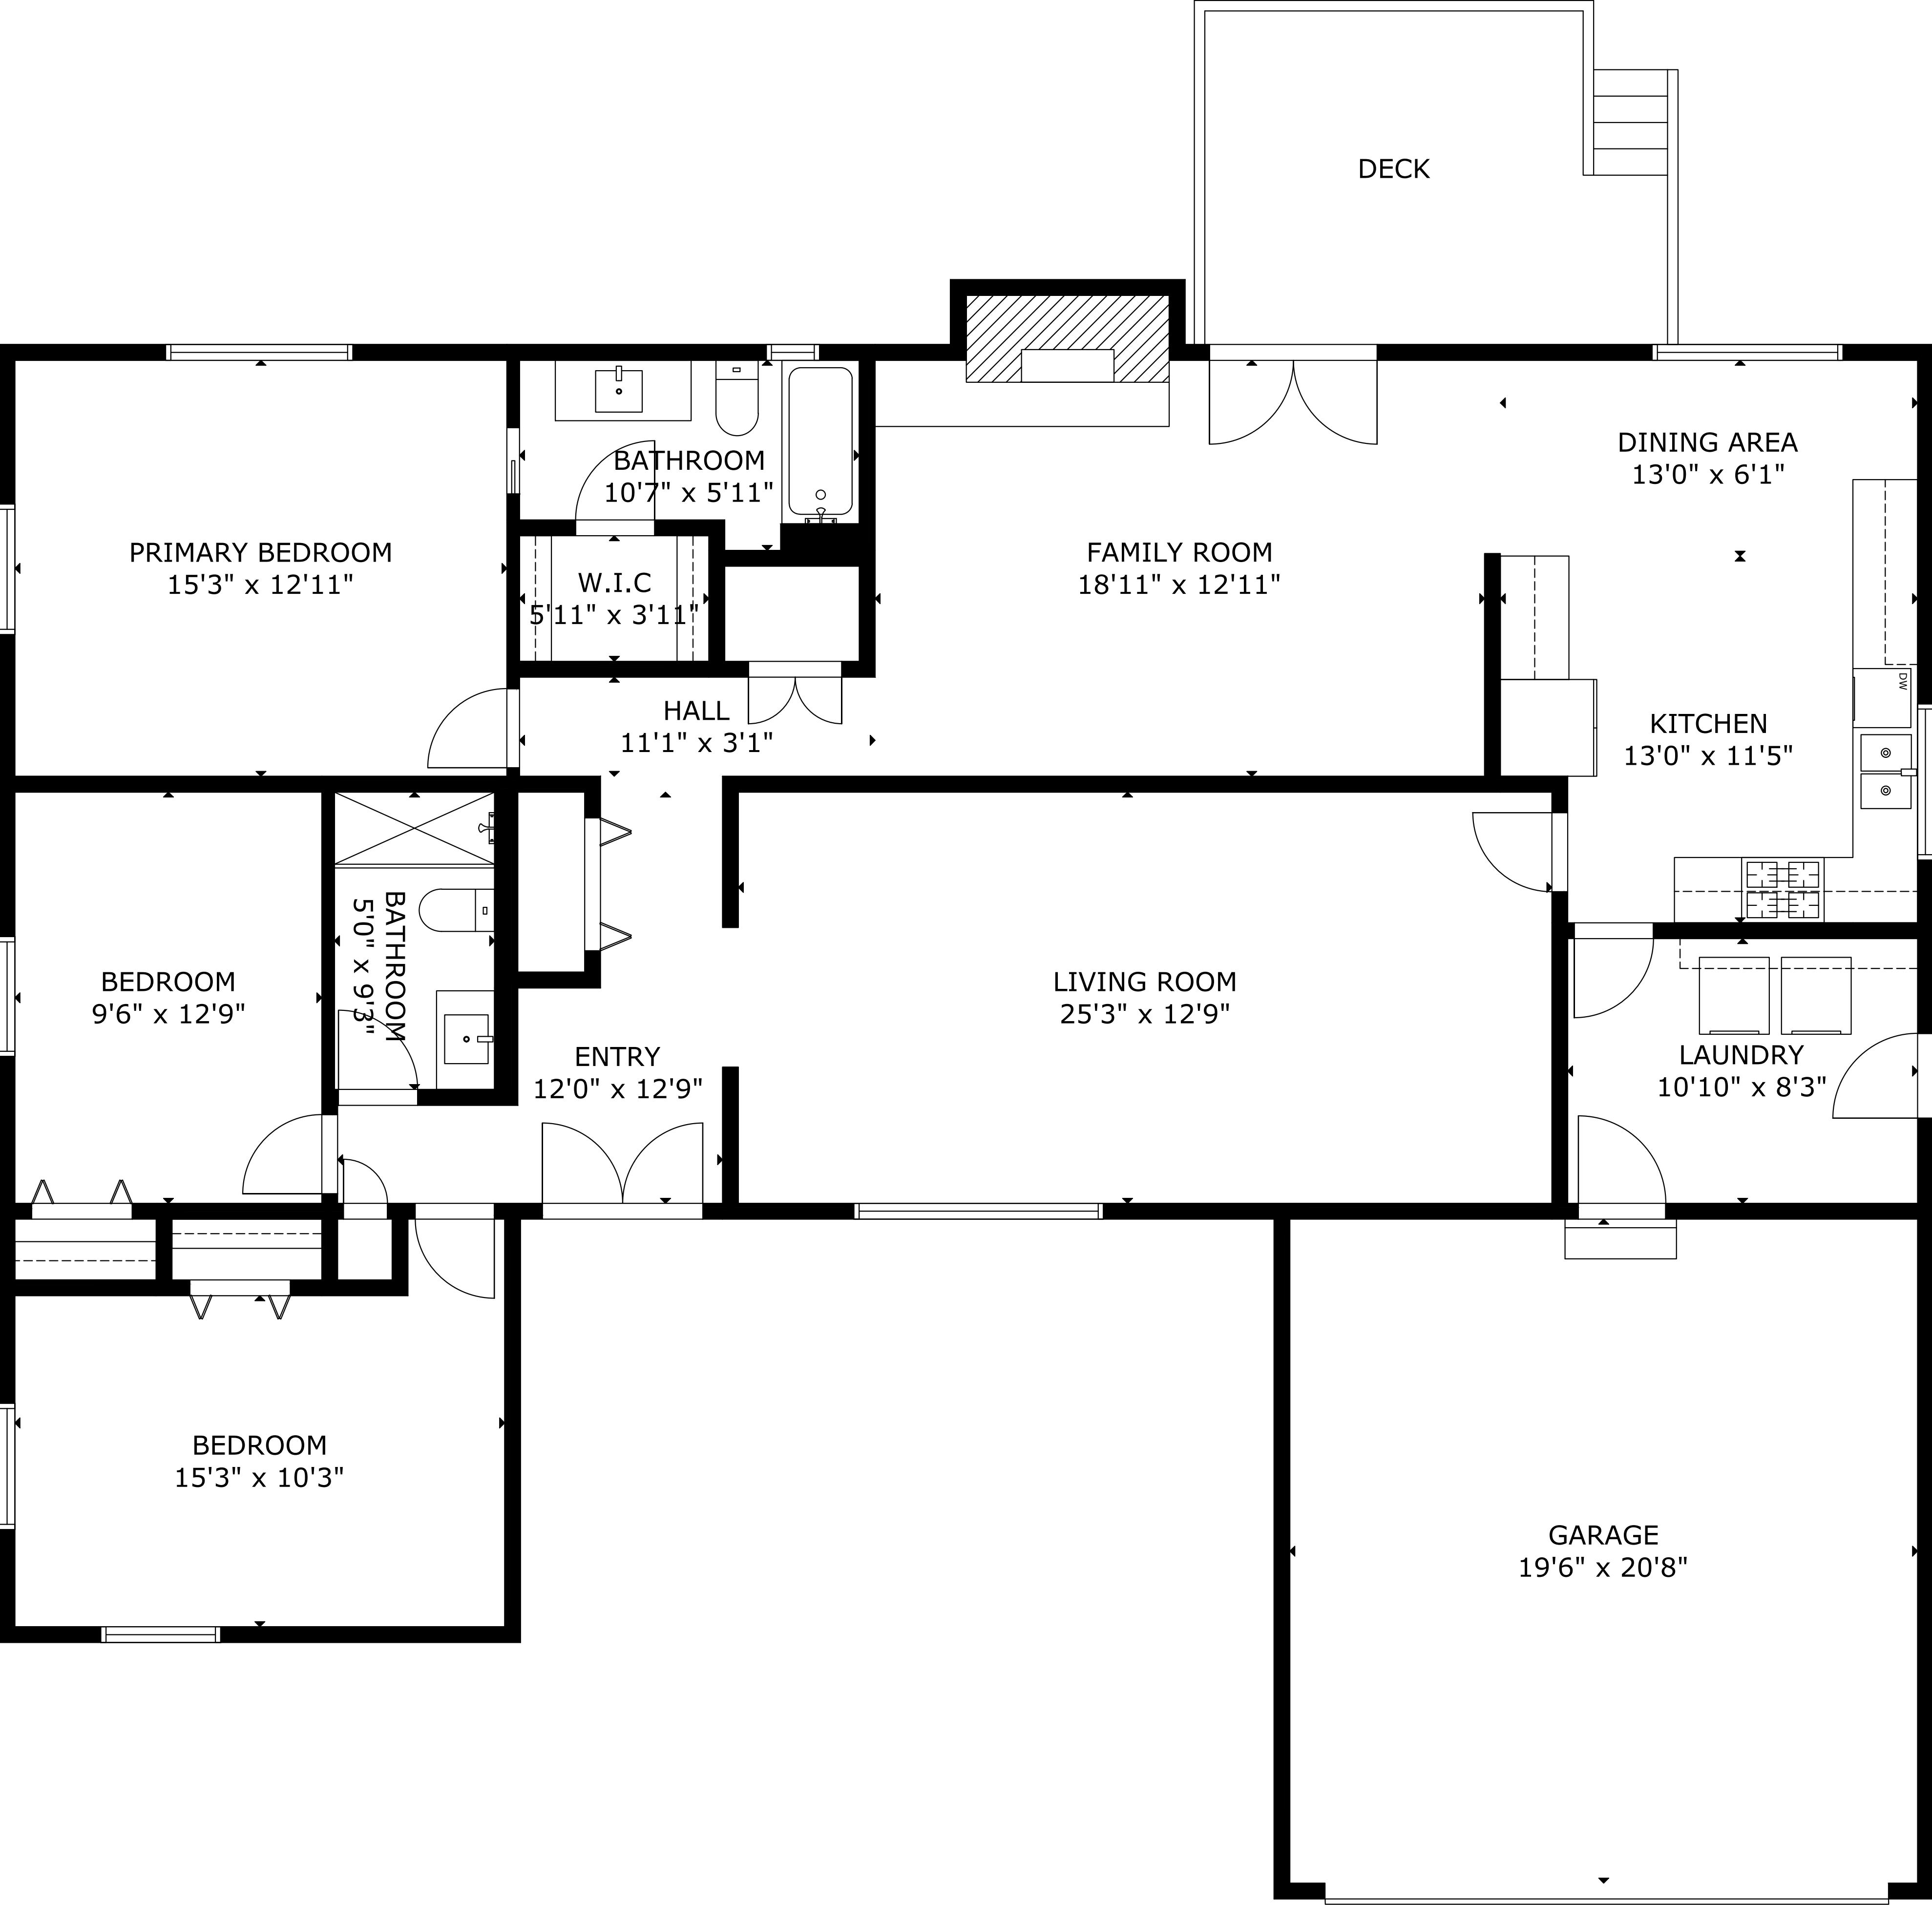 DECK
DINING AREA
13'0" x 6'1"
BATHROOM
10'7" x 5'11"
PRIMARY BEDROOM
15'3" x 12'11"
W.I.C
5'11" x 3'11"
FAMILY ROOM
18'11" x 12'11"
DW
HALL
11'1" x 3'1"
KITCHEN
13'0" x 11'5"
BATHROOM
5'0" x 9'3"
BEDROOM
9'6" x 12'9"
LIVING ROOM
25'3" x 12'9"
ENTRY
12'0" x 12'9"
LAUNDRY
10'10" x 8'3"
BEDROOM
15'3" x 10'3"
GARAGE
19'6" x 20'8"